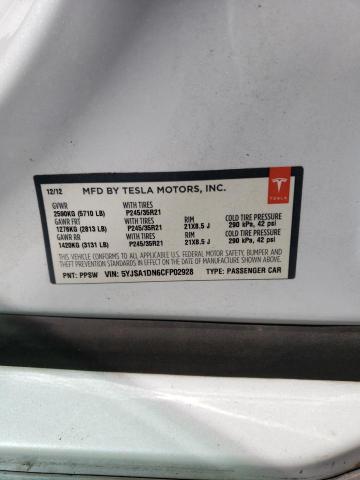 12/12 MFD BY TESLA MOTORS, INC.
GVWR WITH TIRES
2590KG (5710 LB) P245/35R21 RIM COLD TIRE PRESSURE
GAWR FRT WITH TIRES 21X8.5 J 290 kPa, 42 psi
1276KG (2813 LB) P245/35R21
GAWR RR WITH TIRES RIM COLD TIRE PRESSURE
1420KG (3131 LB) P245/35R21 21X8.5 J 290 kPa, 42 psi
THIS VEHICLE CONFORMS TO ALL APPLICABLE U.S. FEDERAL MOTOR SAFETY, BUMPER AND
THEFT STANDARDS IN EFFECT ON THE DATE OF MANUFACTURE SHOWN ABOVE.
PNT: PPSW VIN: 5YJSA1DN6CFP02928 TYPE: PASSENGER CAR
TESLA